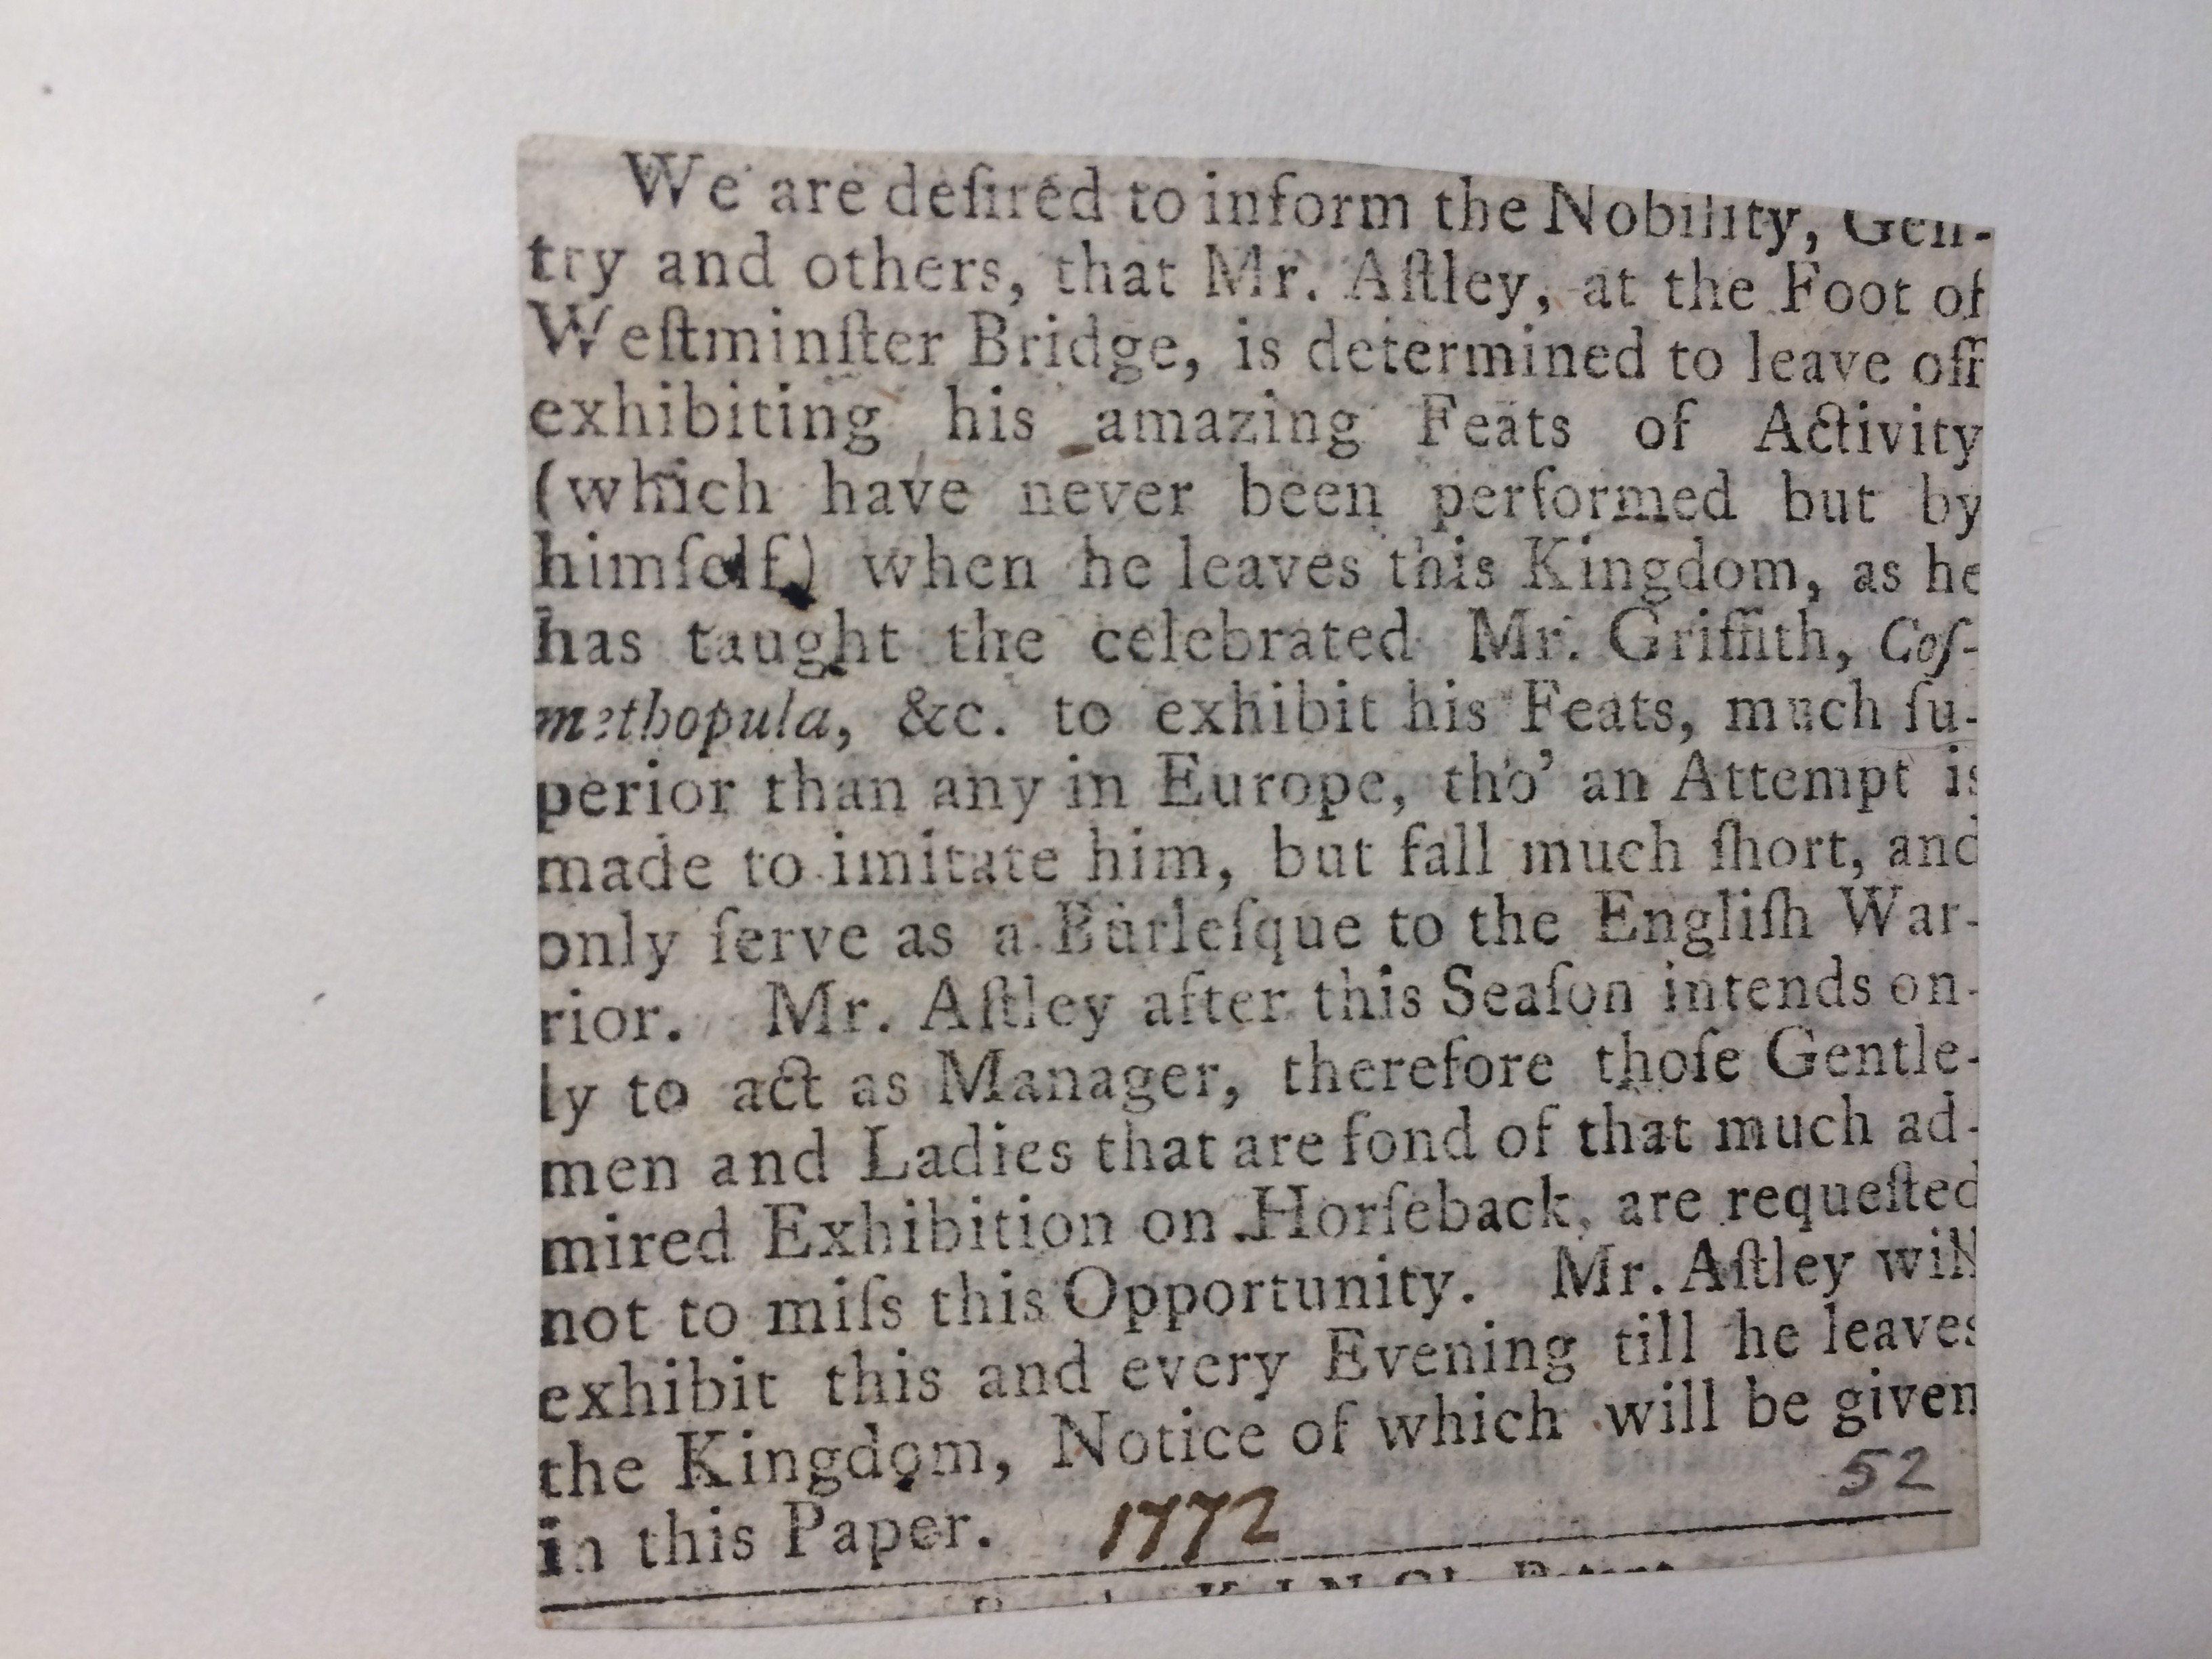 We are deſired to inform the Nobility, Gen-
try and others, that Mr. Aſtley, at the Foot of
Weſtminſter Bridge, is determined to leave off
exhibiting his amazing Feats of Activity
(which have never been performed but by
himſelf) when he leaves this Kingdom, as he
has taught the celebrated Mr. Griffith, Coſ-
methopula, &c. to exhibit his Feats, much ſu-
perior than any in Europe, tho' an Attempt is
made to imitate him, but fall much ſhort, and
only ſerve as a Burleſque to the Engliſh War-
rior. Mr. Aſtley after this Seaſon intends on-
ly to act as Manager, therefore thoſe Gentle-
men and Ladies that are fond of that much ad-
mired Exhibition on Horſeback, are requeſted
not to miſs this Opportunity. Mr. Aſtley will
exhibit this and every Evening till he leaves
the Kingdom, Notice of which will be given
in this Paper. 1772 52